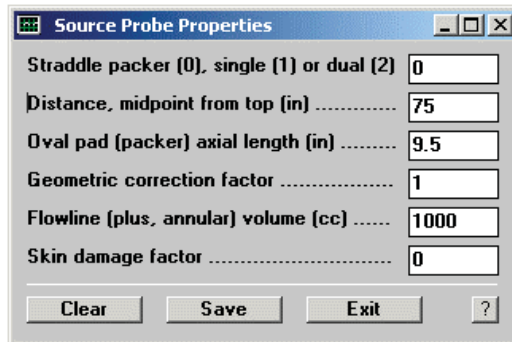 Source Probe Properties
Straddle packer (0), single (1) or dual (2) 0
Distance, midpoint from top (in) .............. 75
Oval pad (packer) axial length (in) ......... 9.5
Geometric correction factor ................... 1
Flowline (plus, annular) volume (cc) ...... 1000
Skin damage factor ............................... 0
Clear Save Exit ?